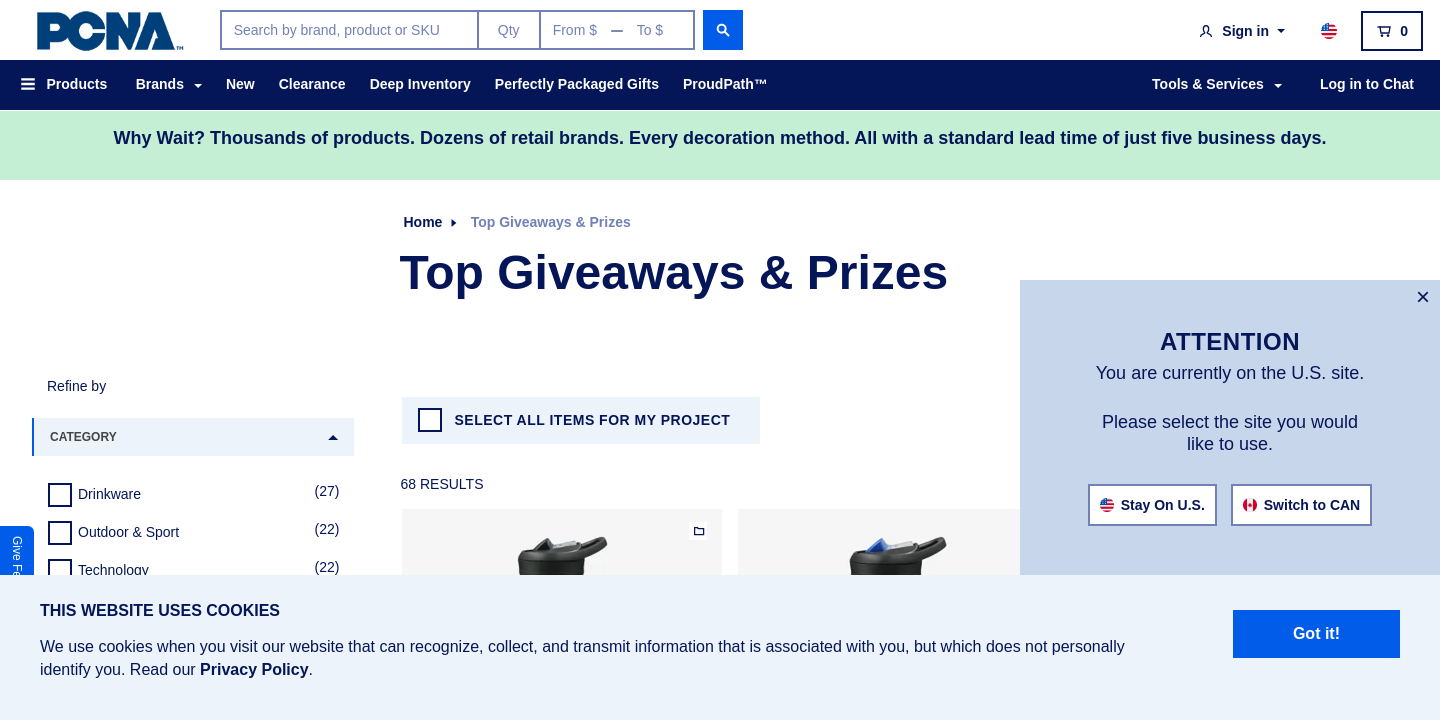 PCNA™
Search by brand, product or SKU
Qty
From $ — To $
Sign in
0
Products
Brands
New
Clearance
Deep Inventory
Perfectly Packaged Gifts
ProudPath™
Tools & Services
Log in to Chat
Why Wait? Thousands of products. Dozens of retail brands. Every decoration method. All with a standard lead time of just five business days.
Home
Top Giveaways & Prizes
Top Giveaways & Prizes
ATTENTION
You are currently on the U.S. site.
Please select the site you would
like to use.
Stay On U.S.
Switch to CAN
Refine by
CATEGORY
Drinkware (27)
Outdoor & Sport (22)
Technology (22)
SELECT ALL ITEMS FOR MY PROJECT
68 RESULTS
Give Fe
THIS WEBSITE USES COOKIES
We use cookies when you visit our website that can recognize, collect, and transmit information that is associated with you, but which does not personally
identify you. Read our Privacy Policy.
Got it!